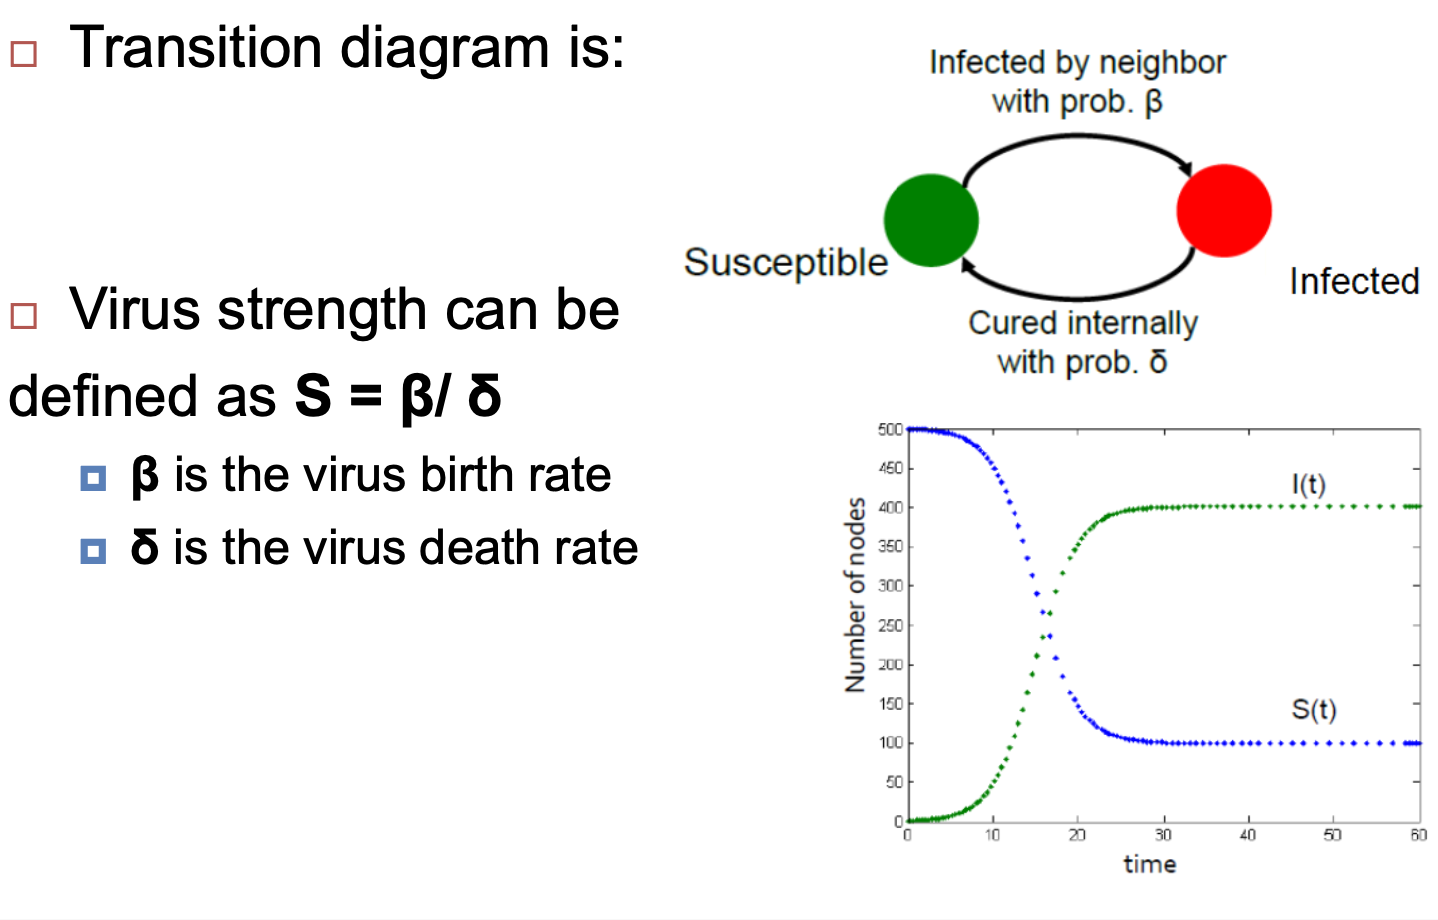 Transition diagram is:
Infected by neighbor
with prob. β
Susceptible
Infected
Cured internally
with prob. δ
Virus strength can be
defined as S = β/ δ
β is the virus birth rate
δ is the virus death rate
500
450
400
350
300
250
200
150
100
50
0
Number of nodes
I(t)
S(t)
0 10 20 30 40 50 60
time